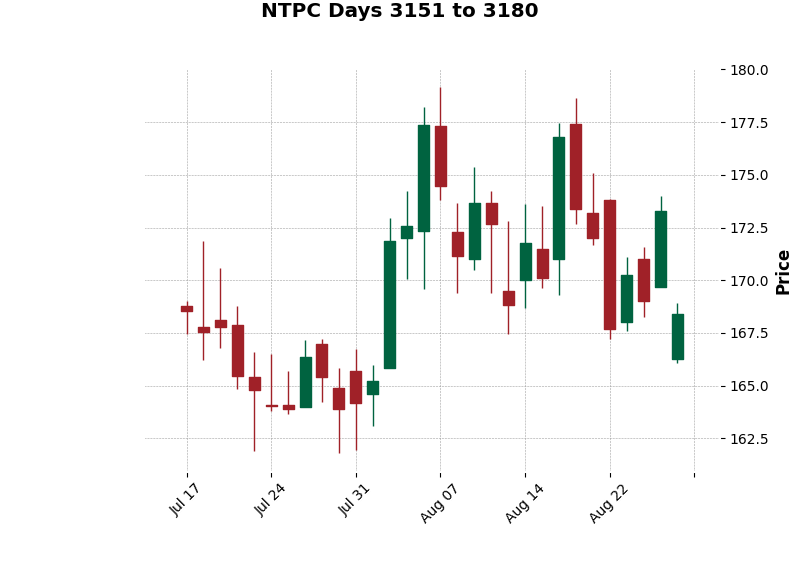 NTPC Days 3151 to 3180
180.0
177.5
175.0
172.5
170.0
167.5
165.0
162.5
Price
Jul 17
Jul 24
Jul 31
Aug 07
Aug 14
Aug 22